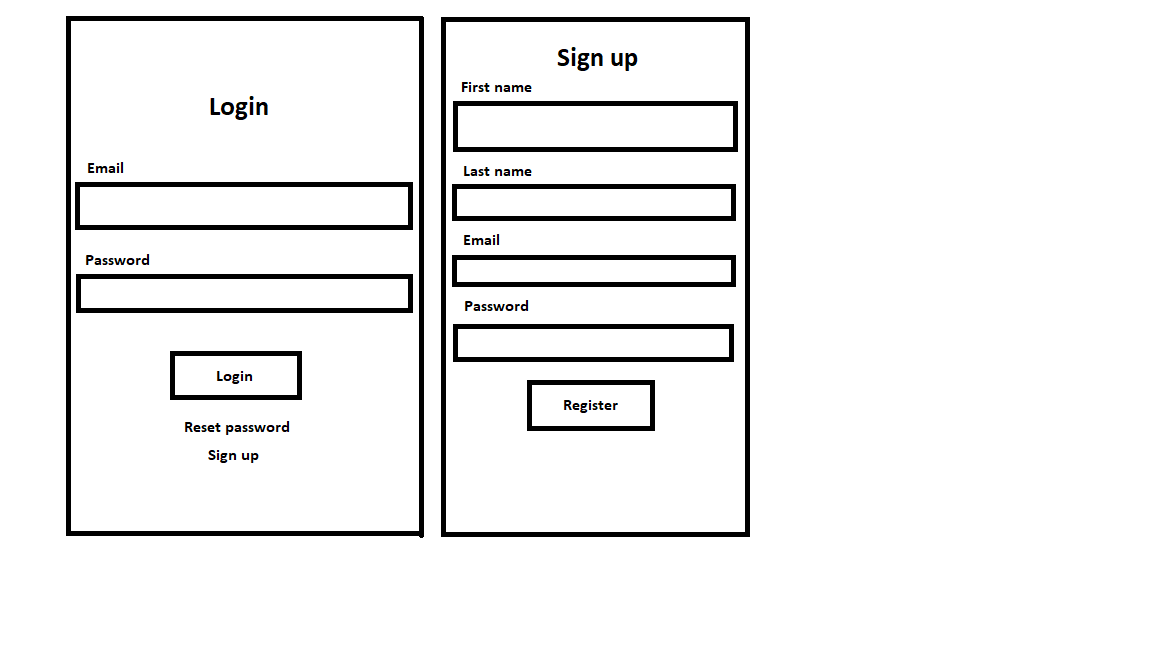 Login
Email
Password
Login
Reset password
Sign up
Sign up
First name
Last name
Email
Password
Register